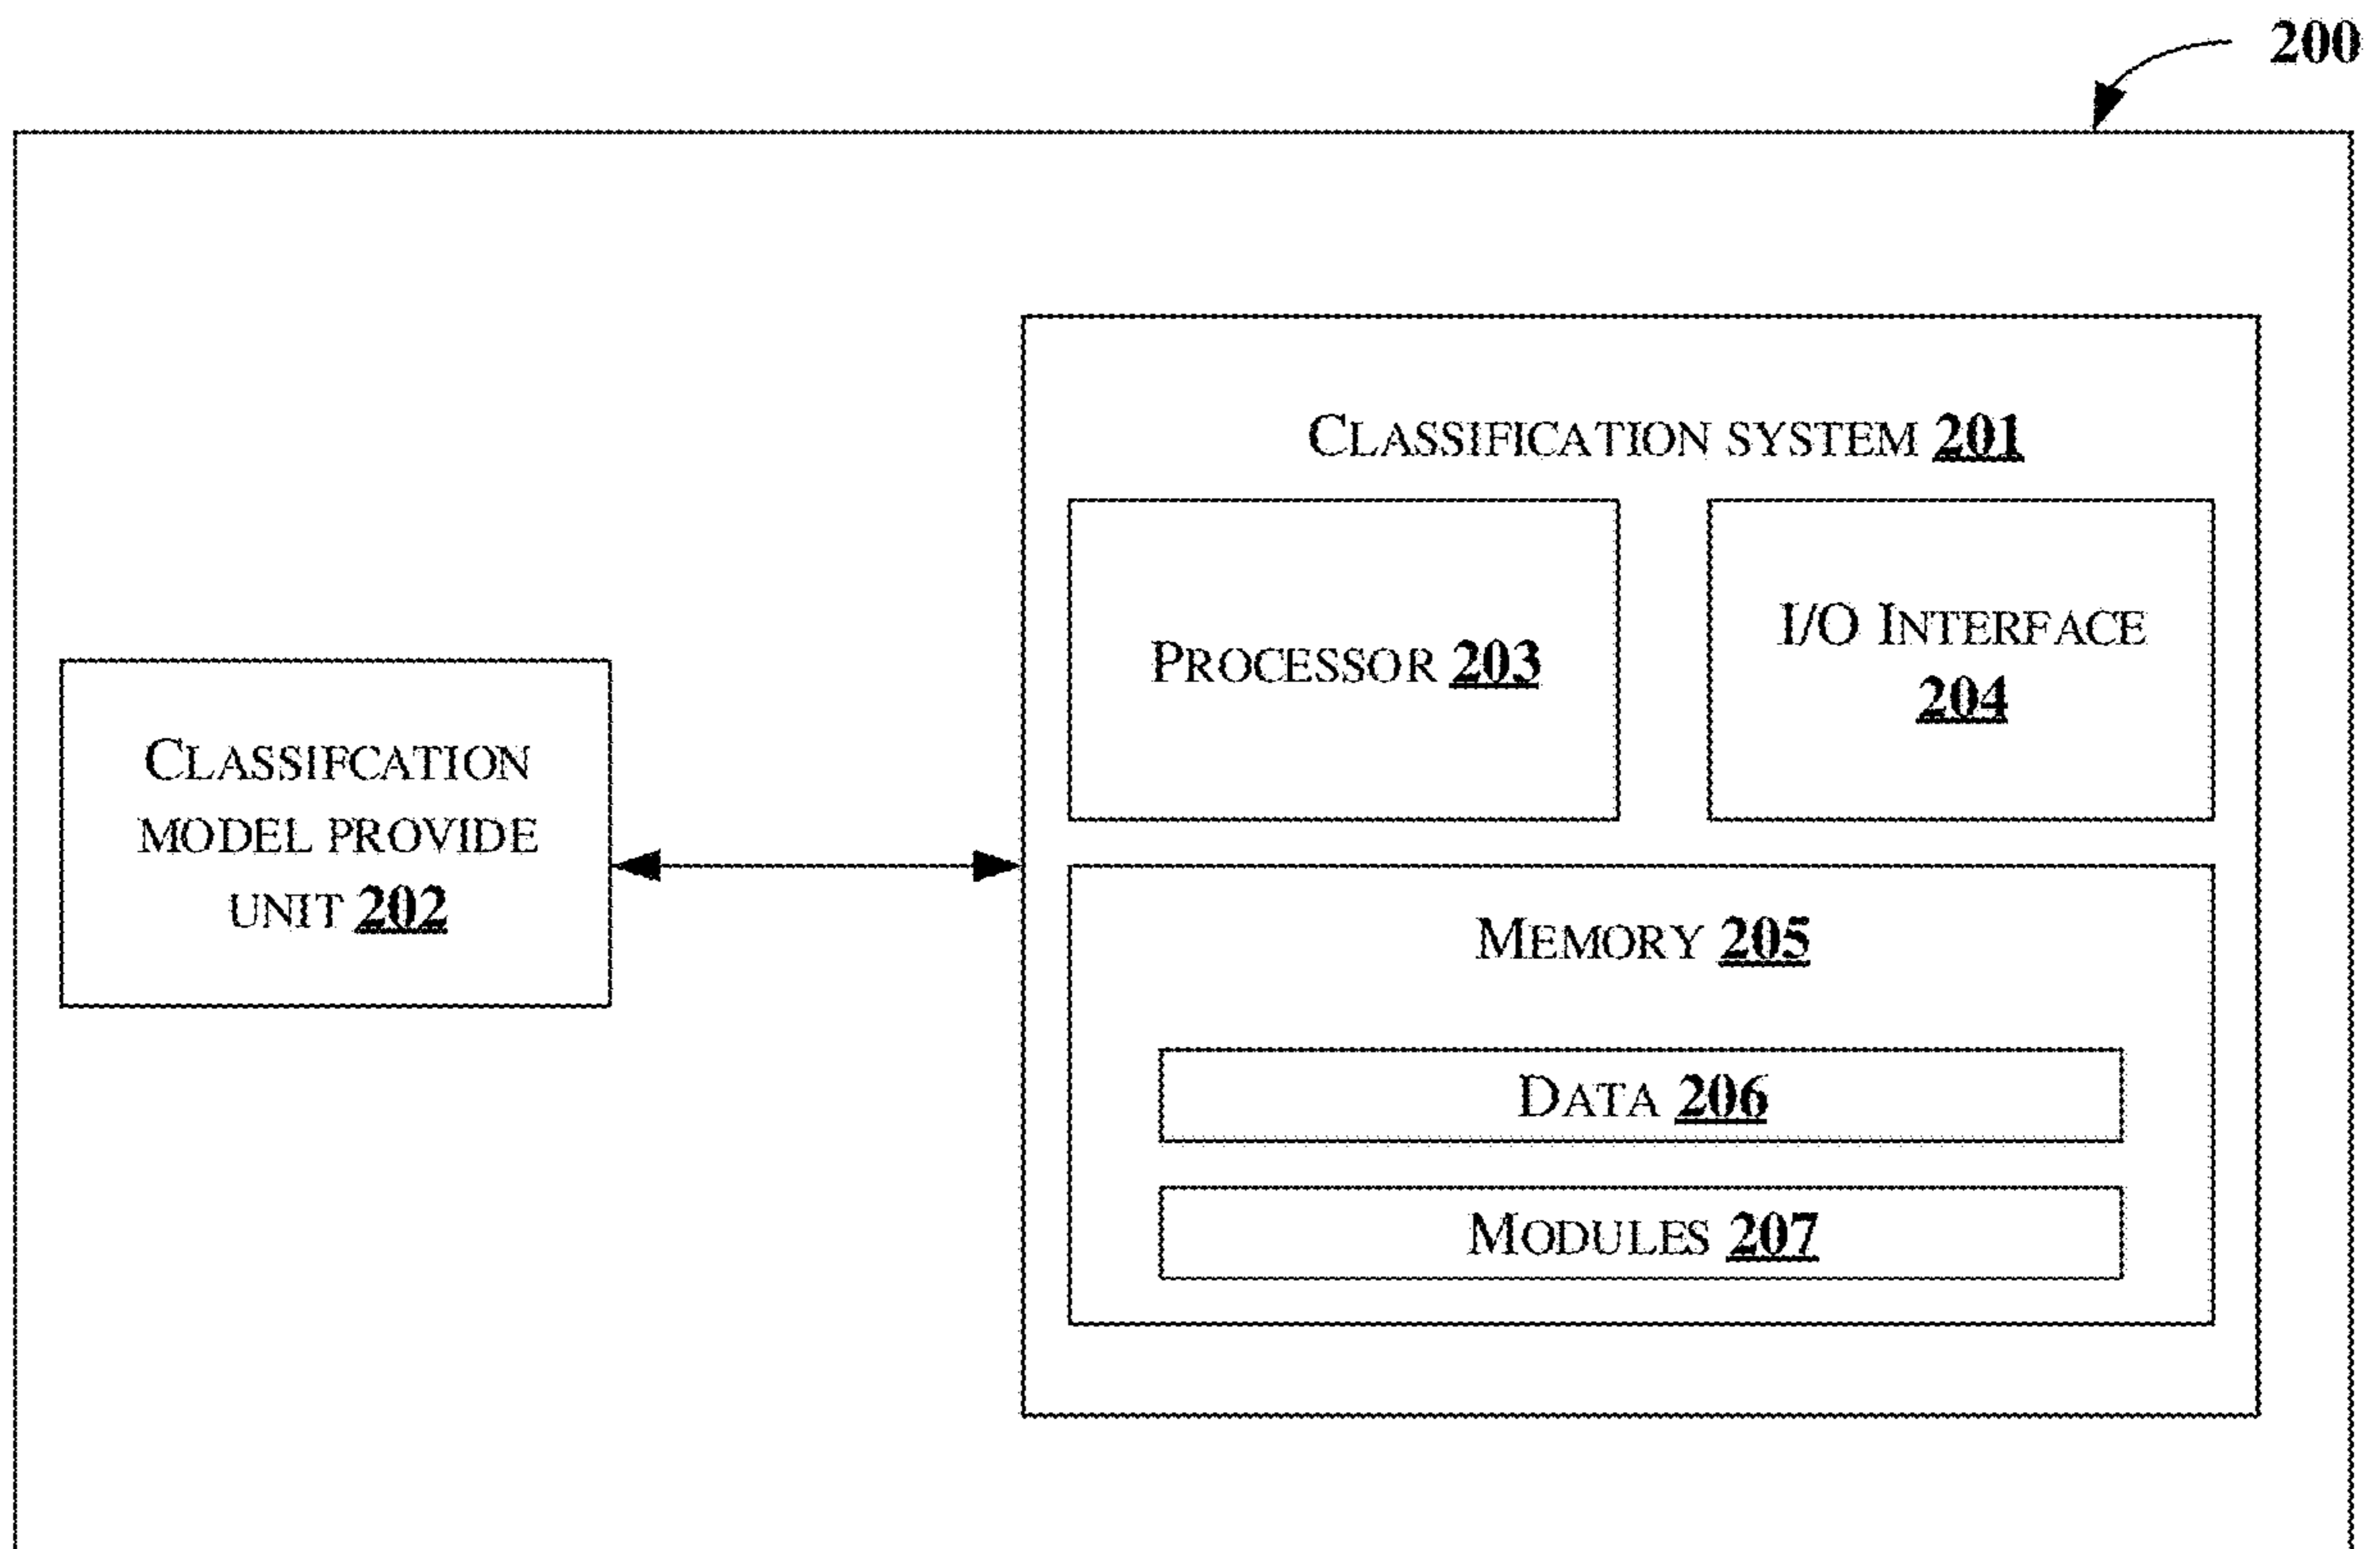 200
CLASSIFICATION SYSTEM 201
PROCESSOR 203
I/O INTERFACE
204
CLASSIFCATION
MODEL PROVIDE
UNIT 202
MEMORY 205
DATA 206
MODULES 207